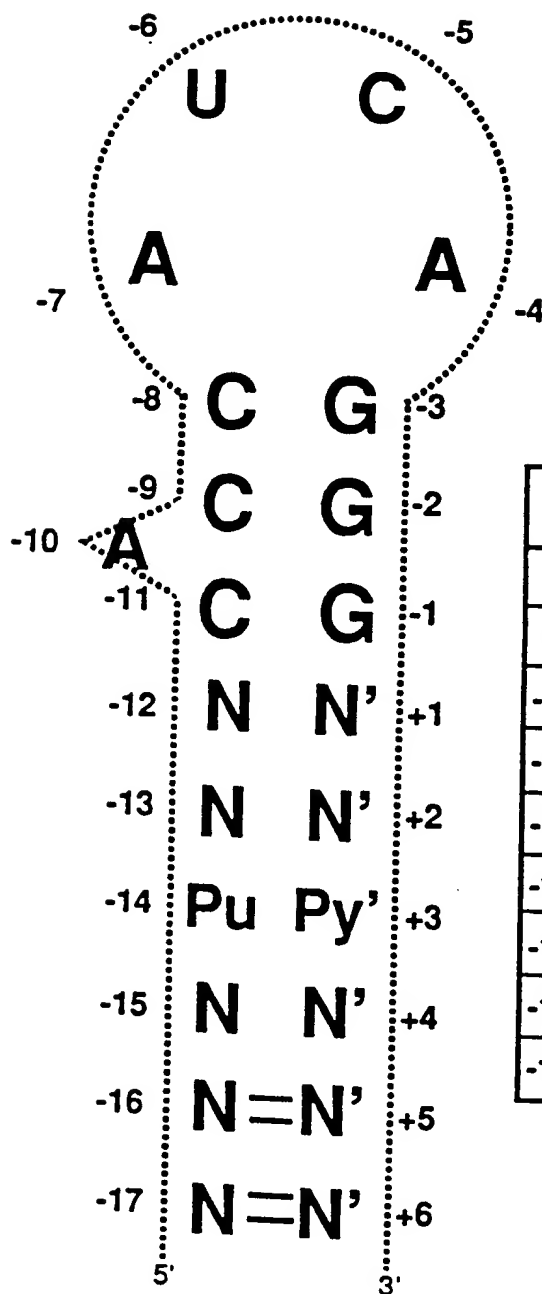 -6 -5
U C
A A
-7 -4
-8 C G -3
-9 C G -2
-10 A
-11 C G -1
-12 N N' +1
-13 N N' +2
-14 Pu Py' +3
-15 N N' +4
-16 N=N' +5
-17 N=N' +6
5' 3'